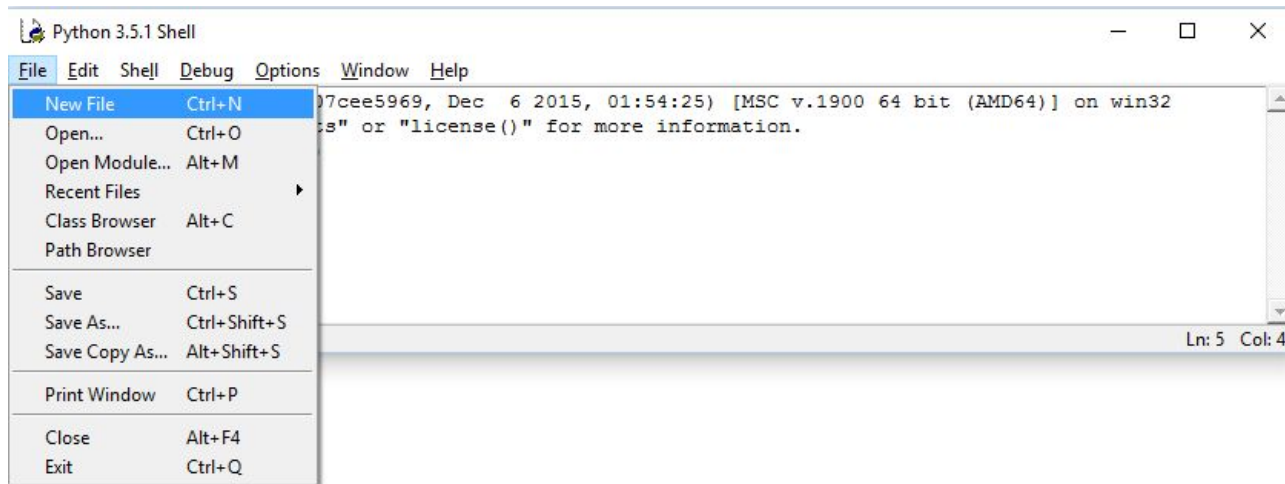 Python 3.5.1 Shell
File Edit Shell Debug Options Window Help
New File Ctrl+N
7cee5969, Dec 6 2015, 01:54:25) [MSC v.1900 64 bit (AMD64)] on win32
Open... Ctrl+O
s" or "license()" for more information.
Open Module... Alt+M
Recent Files
Class Browser Alt+C
Path Browser
Save Ctrl+S
Save As... Ctrl+Shift+S
Save Copy As... Alt+Shift+S
Ln: 5 Col: 4
Print Window Ctrl+P
Close Alt+F4
Exit Ctrl+Q